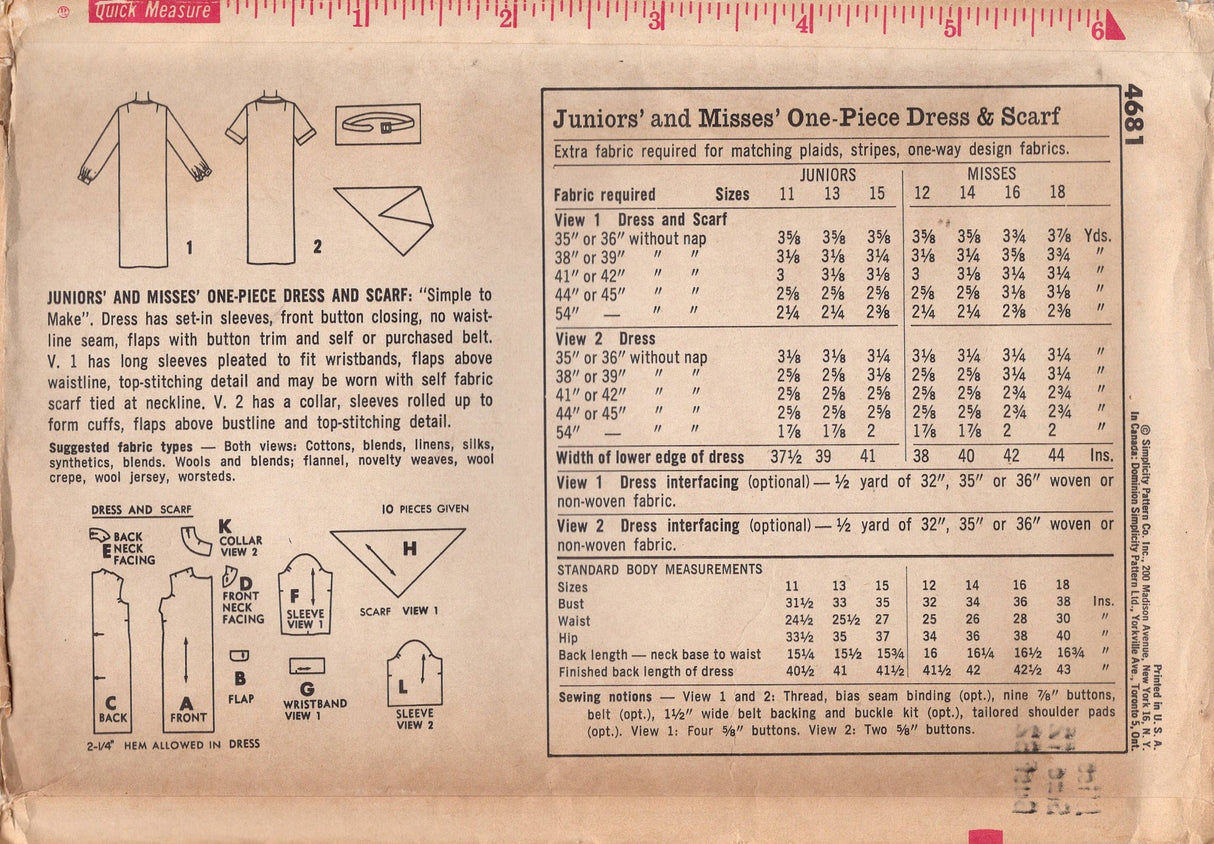 Quick Measure
1 2 3 4 5 6
1
2
JUNIORS' AND MISSES' ONE-PIECE DRESS AND SCARF: "Simple to
Make". Dress has set-in sleeves, front button closing, no waist-
line seam, flaps with button trim and self or purchased belt.
V. 1 has long sleeves pleated to fit wristbands, flaps above
waistline, top-stitching detail and may be worn with self fabric
scarf tied at neckline. V. 2 has a collar, sleeves rolled up to
form cuffs, flaps above bustline and top-stitching detail.
Suggested fabric types — Both views: Cottons, blends, linens, silks,
synthetics, blends. Wools and blends; flannel, novelty weaves, wool
crepe, wool jersey, worsteds.
DRESS AND SCARF
10 PIECES GIVEN
E BACK
NECK
FACING
K
COLLAR
VIEW 2
D
FRONT
NECK
FACING
F
SLEEVE
VIEW 1
H
SCARF VIEW 1
C
BACK
A
FRONT
B
FLAP
G
WRISTBAND
VIEW 1
L
SLEEVE
VIEW 2
2-1/4" HEM ALLOWED IN DRESS
4681
Juniors' and Misses' One-Piece Dress & Scarf
Extra fabric required for matching plaids, stripes, one-way design fabrics.
JUNIORS MISSES
Fabric required Sizes 11 13 15 12 14 16 18
View 1 Dress and Scarf
35" or 36" without nap 3⅝ 3⅝ 3⅝ 3⅝ 3⅝ 3¾ 3⅞ Yds.
38" or 39" " " 3⅛ 3⅛ 3¼ 3⅛ 3¼ 3⅝ 3¾ "
41" or 42" " " 3 3⅛ 3⅛ 3 3⅛ 3¼ 3¼ "
44" or 45" " " 2⅝ 2⅝ 2⅝ 2⅝ 2⅝ 3⅛ 3⅛ "
54" — " " 2¼ 2¼ 2⅜ 2¼ 2¼ 2⅜ 2⅜ "
View 2 Dress
35" or 36" without nap 3⅛ 3⅛ 3¼ 3⅛ 3¼ 3¼ 3¼ "
38" or 39" " " 2⅝ 2⅝ 3⅛ 2⅝ 2⅝ 3¼ 3¼ "
41" or 42" " " 2⅝ 2⅝ 2⅝ 2⅝ 2⅝ 2¾ 2¾ "
44" or 45" " " 2⅝ 2⅝ 2⅝ 2⅝ 2⅝ 2¾ 2¾ "
54" — " " 1⅞ 1⅞ 2 1⅞ 1⅞ 2 2 "
Width of lower edge of dress 37½ 39 41 38 40 42 44 Ins.
View 1 Dress interfacing (optional) — ½ yard of 32", 35" or 36" woven or
non-woven fabric.
View 2 Dress interfacing (optional) — ½ yard of 32", 35" or 36" woven or
non-woven fabric.
STANDARD BODY MEASUREMENTS
Sizes 11 13 15 12 14 16 18
Bust 31½ 33 35 32 34 36 38 Ins.
Waist 24½ 25½ 27 25 26 28 30 "
Hip 33½ 35 37 34 36 38 40 "
Back length — neck base to waist 15¼ 15½ 15¾ 16 16¼ 16½ 16¾ "
Finished back length of dress 40½ 41 41½ 41½ 42 42½ 43 "
Sewing notions — View 1 and 2: Thread, bias seam binding (opt.), nine ⅞" buttons,
belt (opt.), 1½" wide belt backing and buckle kit (opt.), tailored shoulder pads
(opt.). View 1: Four ⅝" buttons. View 2: Two ⅝" buttons.
© Simplicity Pattern Co. Inc., 200 Madison Avenue, New York 16, N. Y.
In Canada: Dominion Simplicity Pattern Ltd., Yorkville Ave., Toronto 5, Ont.
Printed in U. S. A.